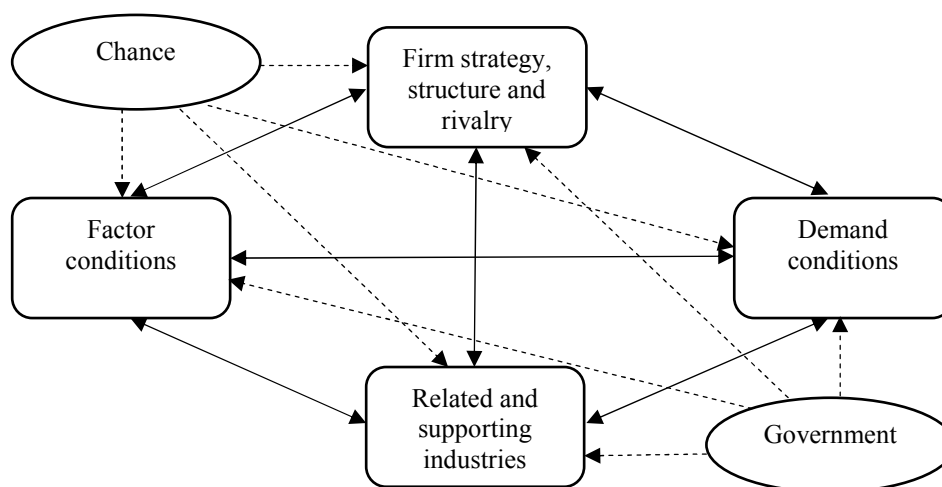 Chance
Firm strategy,
structure and
rivalry
Factor
conditions
Demand
conditions
Related and
supporting
industries
Government